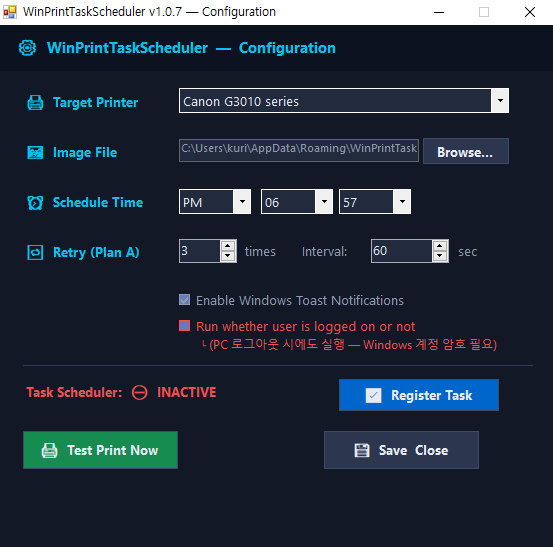 WinPrintTaskScheduler v1.0.7 — Configuration
WinPrintTaskScheduler — Configuration
Target Printer
Canon G3010 series
Image File
C:\Users\kuri\AppData\Roaming\WinPrintTask
Browse...
Schedule Time
PM
06
57
Retry (Plan A)
3
times
Interval:
60
sec
Enable Windows Toast Notifications
Run whether user is logged on or not
└ (PC 로그아웃 시에도 실행 — Windows 계정 암호 필요)
Task Scheduler:
INACTIVE
Register Task
Test Print Now
Save Close